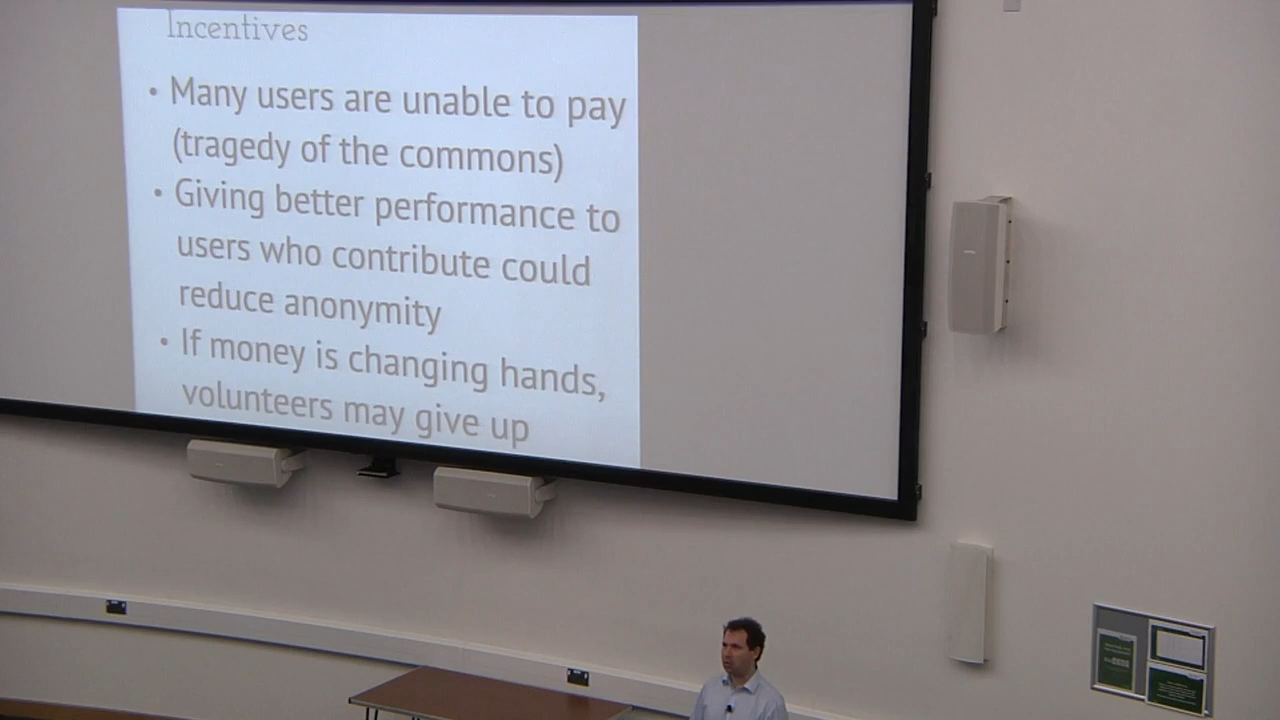 Incentives
• Many users are unable to pay
(tragedy of the commons)
• Giving better performance to
users who contribute could
reduce anonymity
• If money is changing hands,
volunteers may give up